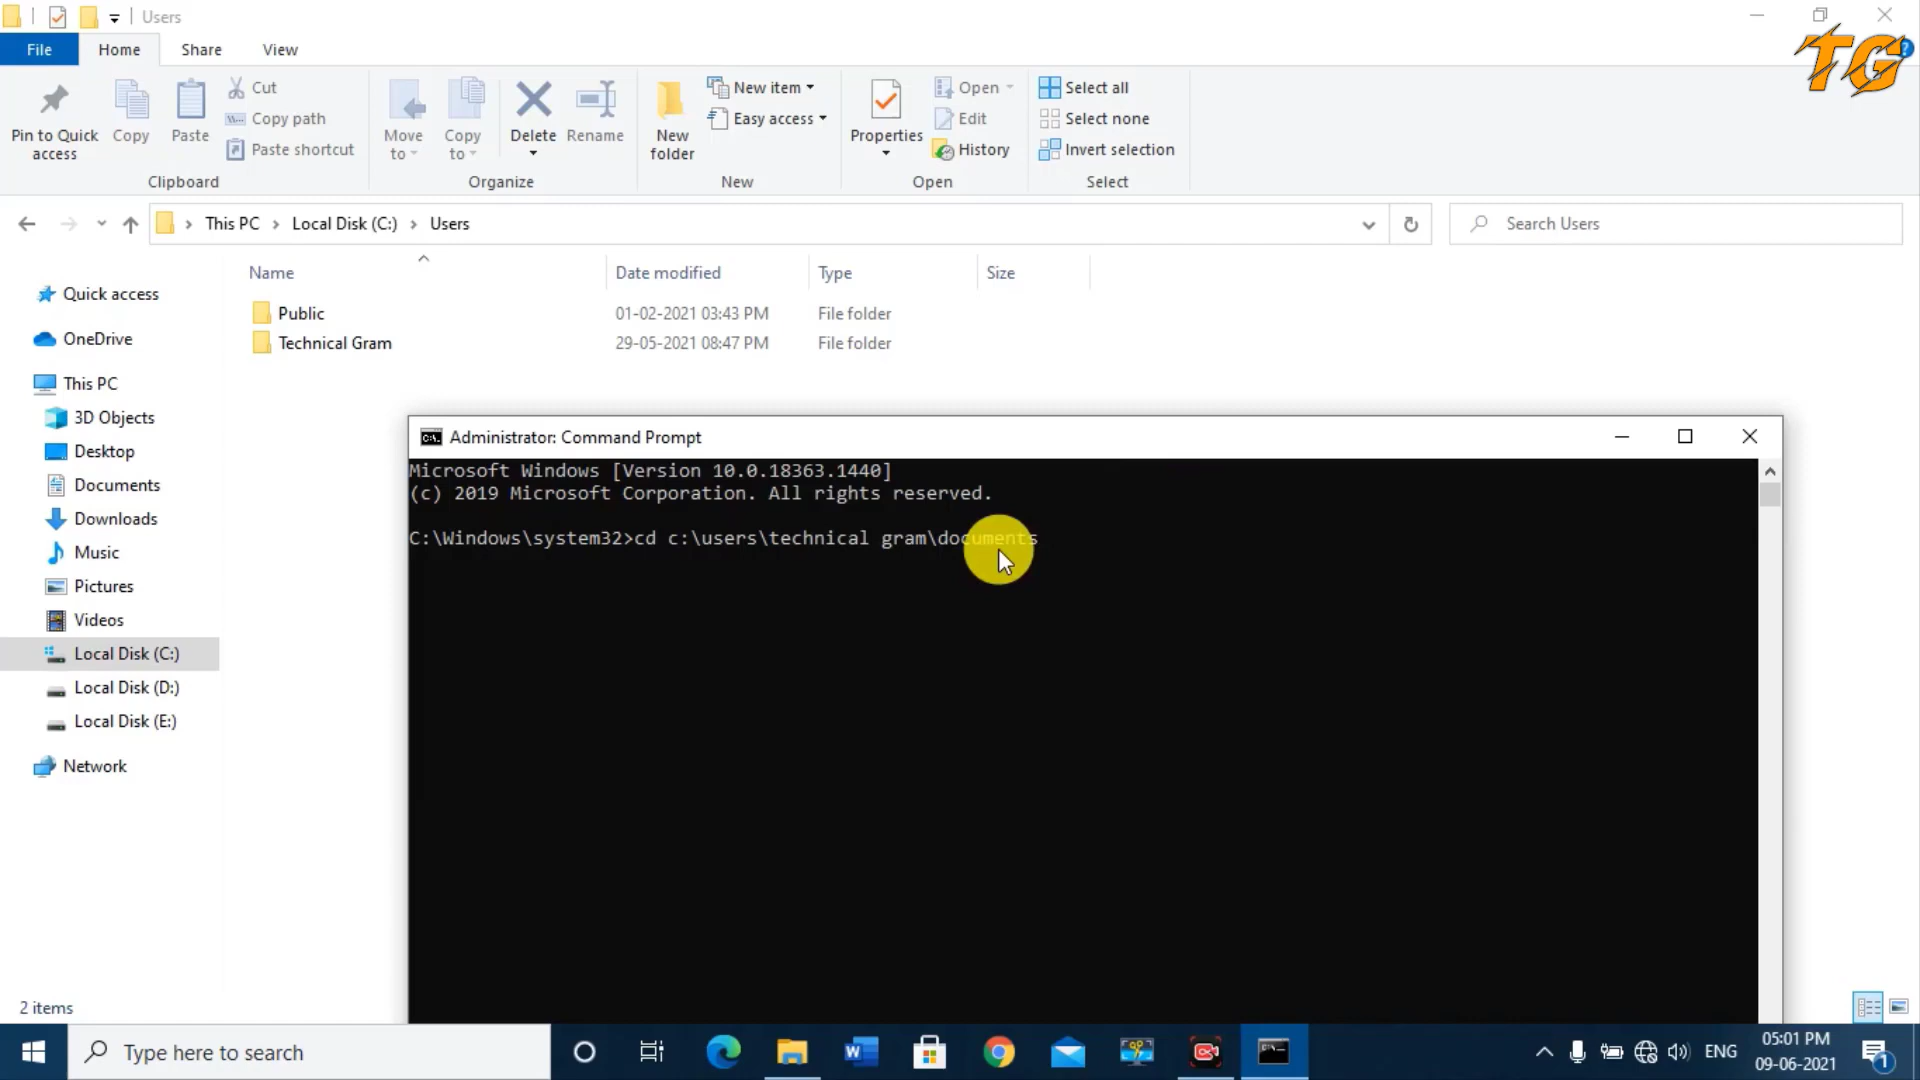 Users
File Home Share View
TG
Pin to Quick access
Copy
Paste
Cut
Copy path
Paste shortcut
Clipboard
Move to
Copy to
Delete
Rename
Organize
New folder
New item
Easy access
New
Properties
Open
Edit
History
Open
Select all
Select none
Invert selection
Select
This PC > Local Disk (C:) > Users
Search Users
Name Date modified Type Size
Public 01-02-2021 03:43 PM File folder
Technical Gram 29-05-2021 08:47 PM File folder
Quick access
OneDrive
This PC
3D Objects
Desktop
Documents
Downloads
Music
Pictures
Videos
Local Disk (C:)
Local Disk (D:)
Local Disk (E:)
Network
2 items
Administrator: Command Prompt
Microsoft Windows [Version 10.0.18363.1440]
(c) 2019 Microsoft Corporation. All rights reserved.
C:\Windows\system32>cd c:\users\technical gram\documents
Type here to search
ENG
05:01 PM
09-06-2021
1